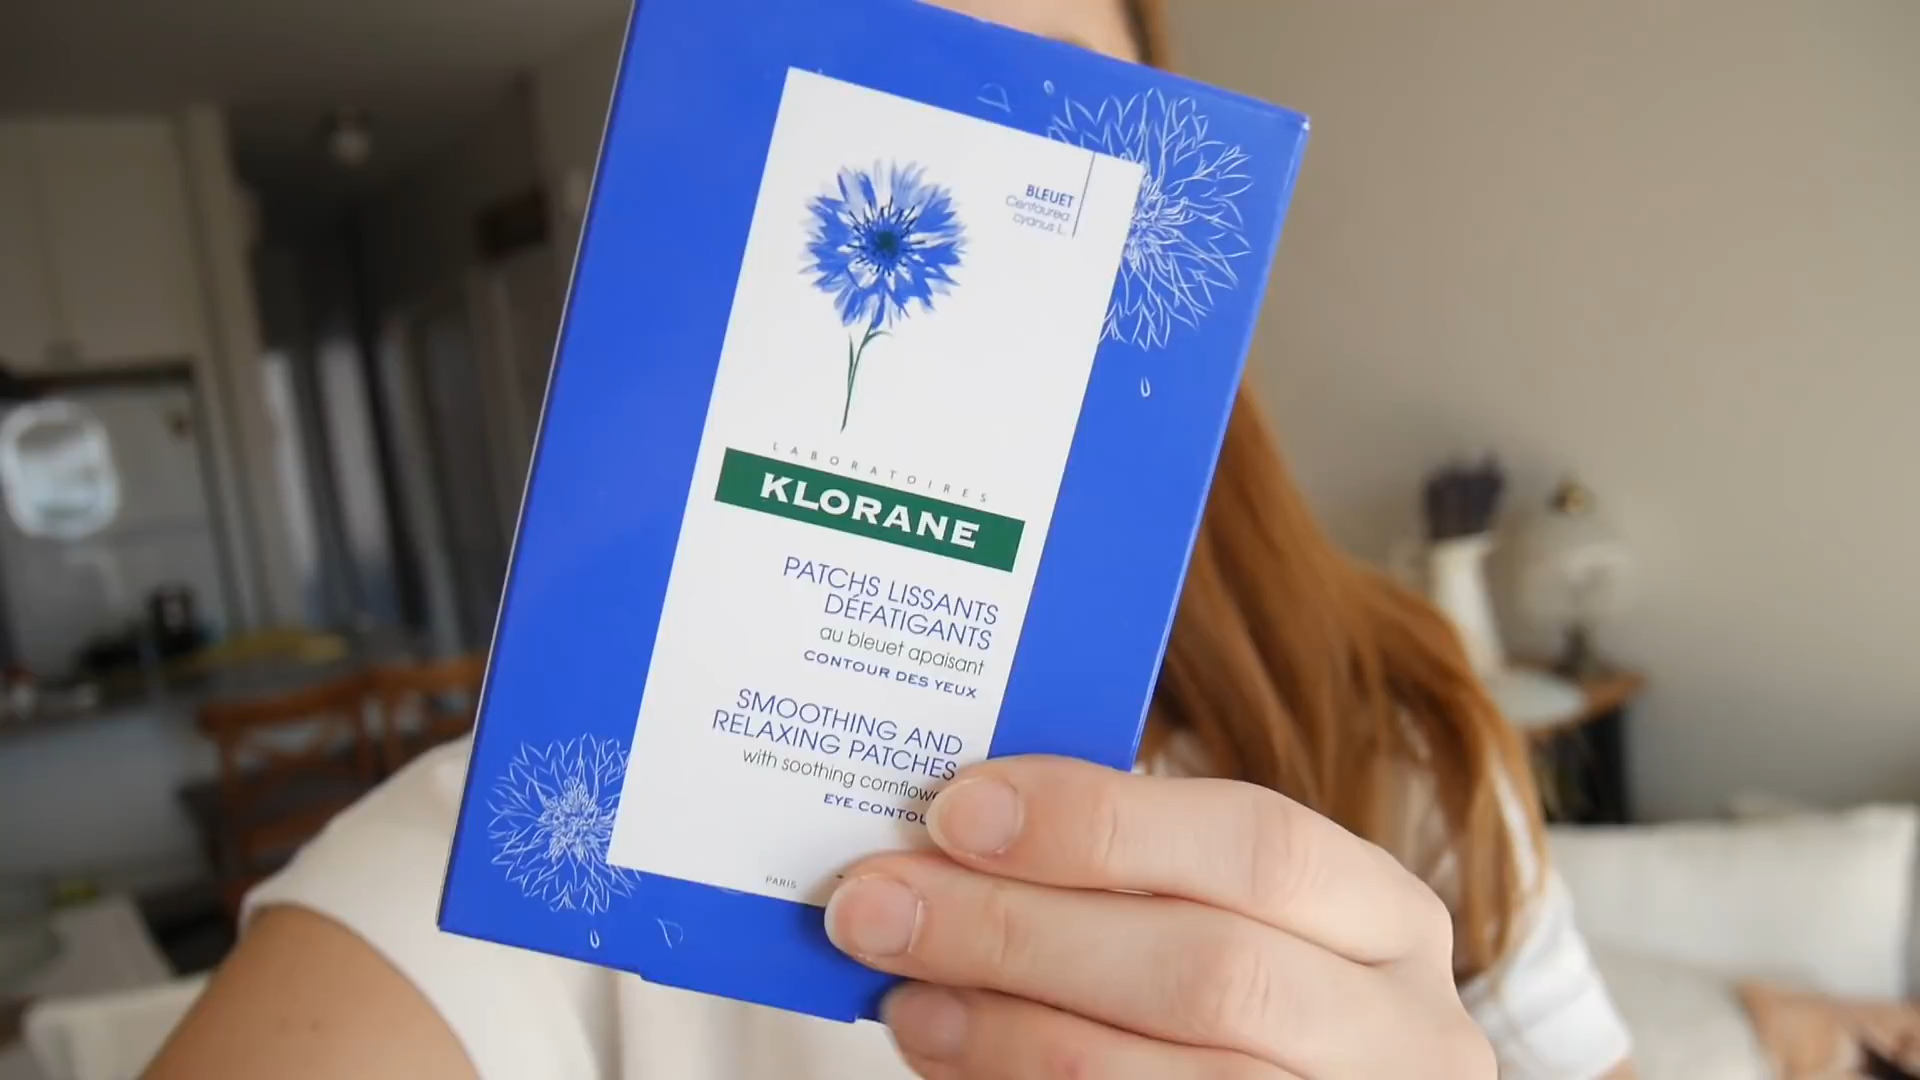 BLEUET
Centaurea
cyanus L.
LABORATOIRES
KLORANE
PATCHS LISSANTS
DÉFATIGANTS
au bleuet apaisant
CONTOUR DES YEUX
SMOOTHING AND
RELAXING PATCHES
with soothing cornflow
EYE CONTOU
PARIS